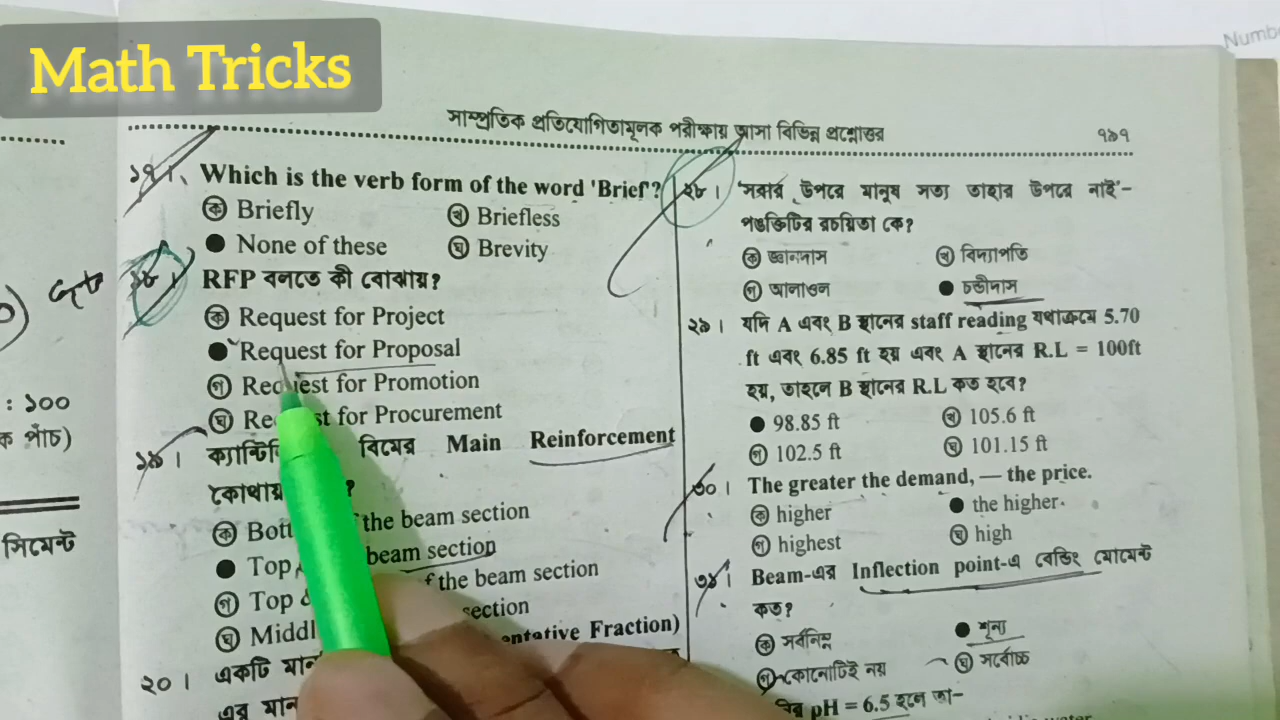 Math Tricks
Numb
সাম্প্রতিক প্রতিযোগিতামূলক পরীক্ষায় আসা বিভিন্ন প্রশ্নোত্তর
৭৯৭
: ১০০
ক পাঁচ)
সিমেন্ট
১৭। Which is the verb form of the word 'Brief'?
ক Briefly
খ Briefless
None of these
ঘ Brevity
১৮। RFP বলতে কী বোঝায়?
ক Request for Project
Request for Proposal
গ Request for Promotion
ঘ Request for Procurement
১৯। বিমের Main Reinforcement
কোথায় ?
ক the beam section
Top beam section
গ Top of the beam section
ঘ section
২০। একটি entative Fraction)
এর মান
২৮। 'সবার উপরে মানুষ সত্য তাহার উপরে নাই'–
পঙক্তিটির রচয়িতা কে?
ক জ্ঞানদাস
খ বিদ্যাপতি
গ আলাওল
চণ্ডীদাস
২৯। যদি A এবং B স্থানের staff reading যথাক্রমে 5.70
ft এবং 6.85 ft হয় এবং A স্থানের R.L = 100ft
হয়, তাহলে B স্থানের R.L কত হবে?
98.85 ft
খ 105.6 ft
গ 102.5 ft
ঘ 101.15 ft
৩০। The greater the demand, — the price.
ক higher
the higher
গ highest
ঘ high
৩১। Beam-এর Inflection point-এ বেন্ডিং মোমেন্ট
কত?
ক সর্বনিম্ন
শূন্য
গ কোনোটিই নয়
ঘ সর্বোচ্চ
pH = 6.5 হলে তা–